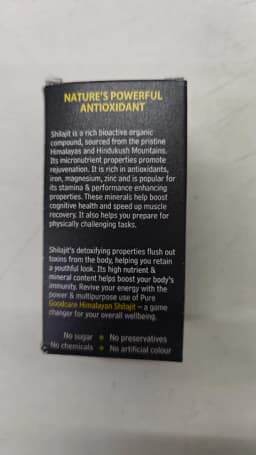 NATURE'S POWERFUL
ANTIOXIDANT
Shilajit is a rich bioactive organic
compound, sourced from the pristine
Himalayas and Hindukush Mountains.
Its micronutrient properties promote
rejuvenation. It is rich in antioxidants,
iron, magnesium, zinc and is popular for
its stamina & performance enhancing
properties. These minerals help boost
cognitive health and speed up muscle
recovery. It also helps you prepare for
physically challenging tasks.
Shilajit's detoxifying properties flush out
toxins from the body, helping you retain
a youthful look. Its high nutrient &
mineral content helps boost your body's
immunity. Revive your energy with the
power & multipurpose use of Pure
Goodcare Himalayan Shilajit – a game
changer for your overall wellbeing.
No sugar • No preservatives
No chemicals • No artificial colour